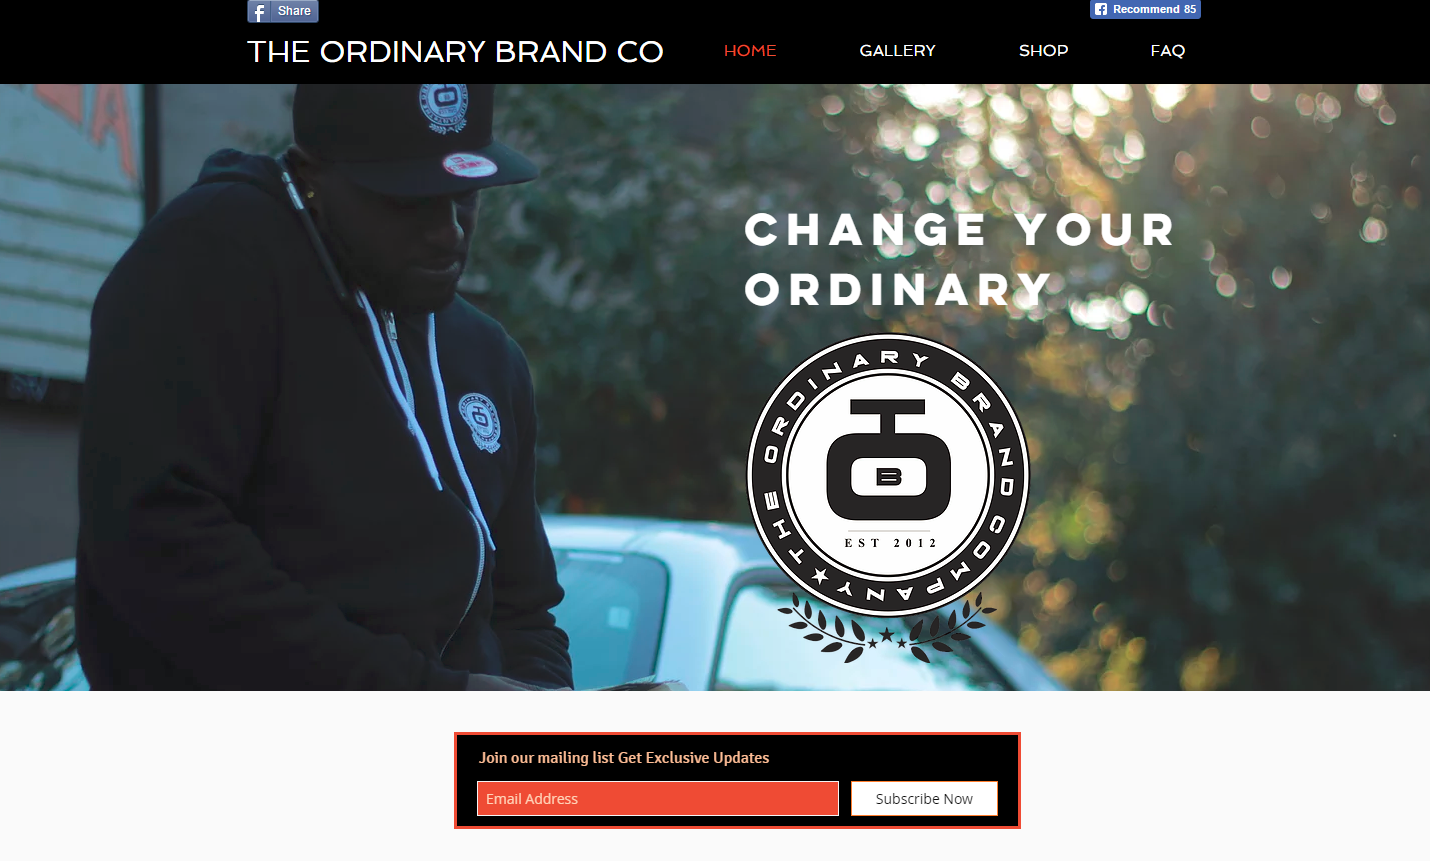 Share
Recommend 85
THE ORDINARY BRAND CO
HOME
GALLERY
SHOP
FAQ
CHANGE YOUR
ORDINARY
THE ORDINARY BRAND COMPANY
B
EST 2012
Join our mailing list Get Exclusive Updates
Email Address
Subscribe Now